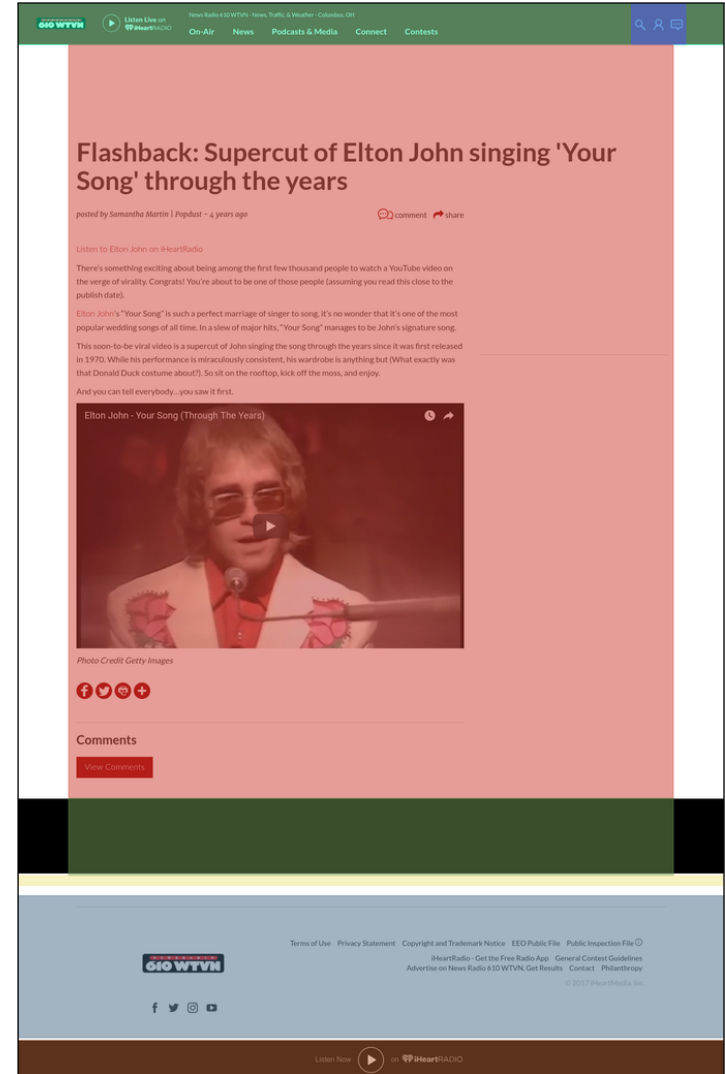 610 WTVN
Listen Live on
iHeartRADIO
News Radio 610 WTVN - News, Traffic, & Weather - Columbus, OH
On-Air News Podcasts & Media Connect Contests
Flashback: Supercut of Elton John singing 'Your
Song' through the years
posted by Samantha Martin | Popdust - 4 years ago
comment share
Listen to Elton John on iHeartRadio
There's something exciting about being among the first few thousand people to watch a YouTube video on
the verge of virality. Congrats! You're about to be one of those people (assuming you read this close to the
publish date).
Elton John's "Your Song" is such a perfect marriage of singer to song, it's no wonder that it's one of the most
popular wedding songs of all time. In a slew of major hits, "Your Song" manages to be John's signature song.
This soon-to-be viral video is a supercut of John singing the song through the years since it was first released
in 1970. While his performance is miraculously consistent, his wardrobe is anything but (What exactly was
that Donald Duck costume about?). So sit on the rooftop, kick off the moss, and enjoy.
And you can tell everybody...you saw it first.
Elton John - Your Song (Through The Years)
Photo Credit Getty Images
Comments
View Comments
610 WTVN
Terms of Use Privacy Statement Copyright and Trademark Notice EEO Public File Public Inspection File
iHeartRadio - Get the Free Radio App General Contest Guidelines
Advertise on News Radio 610 WTVN, Get Results Contact Philanthropy
© 2017 iHeartMedia, Inc.
Listen Now on iHeartRADIO